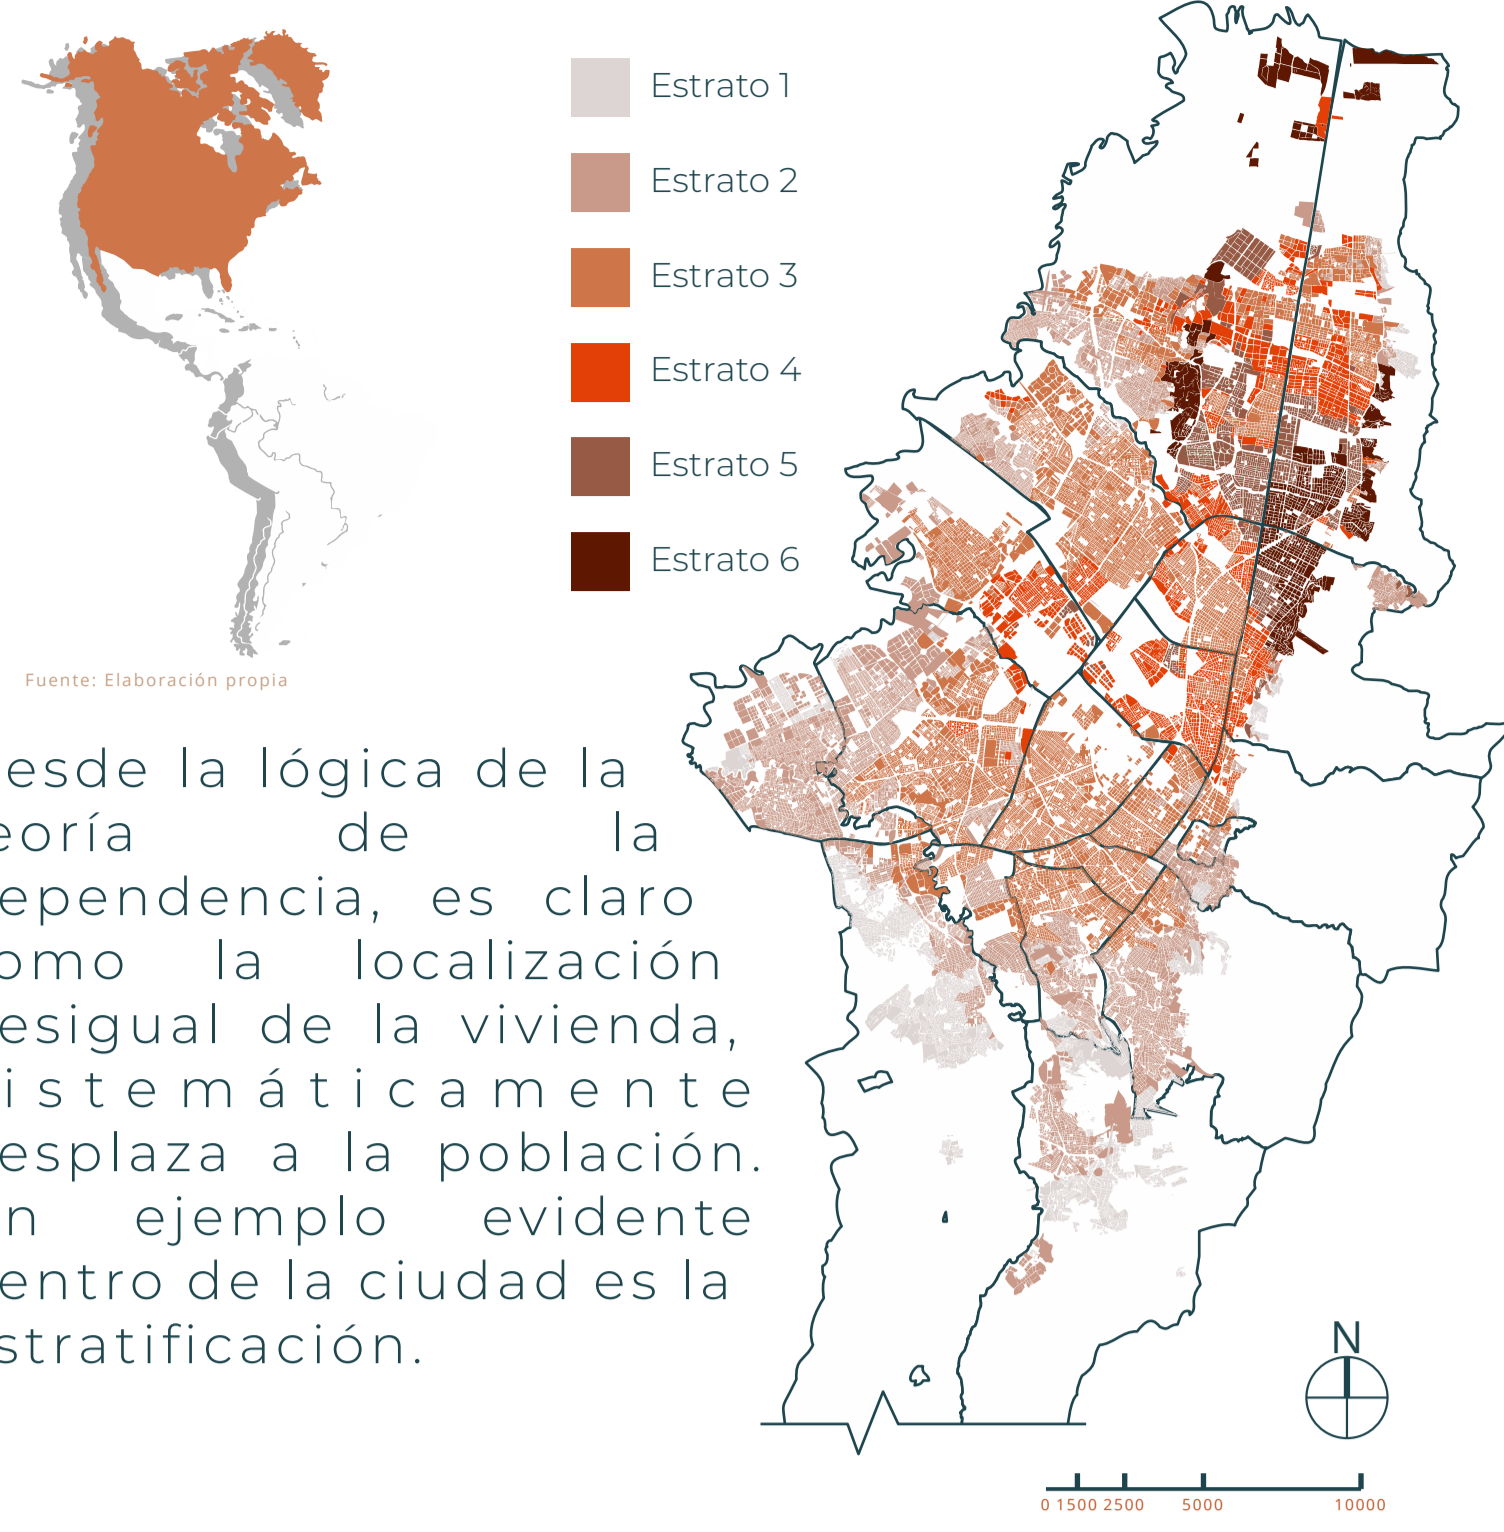 Estrato 1
Estrato 2
Estrato 3
Estrato 4
Estrato 5
Estrato 6
Fuente: Elaboración propia
esde la lógica de la
eoría de la
ependencia, es claro
omo la localización
esigual de la vivienda,
istemáticamente
esplaza a la población.
n ejemplo evidente
entro de la ciudad es la
stratificación.
N
0 1500 2500 5000 10000